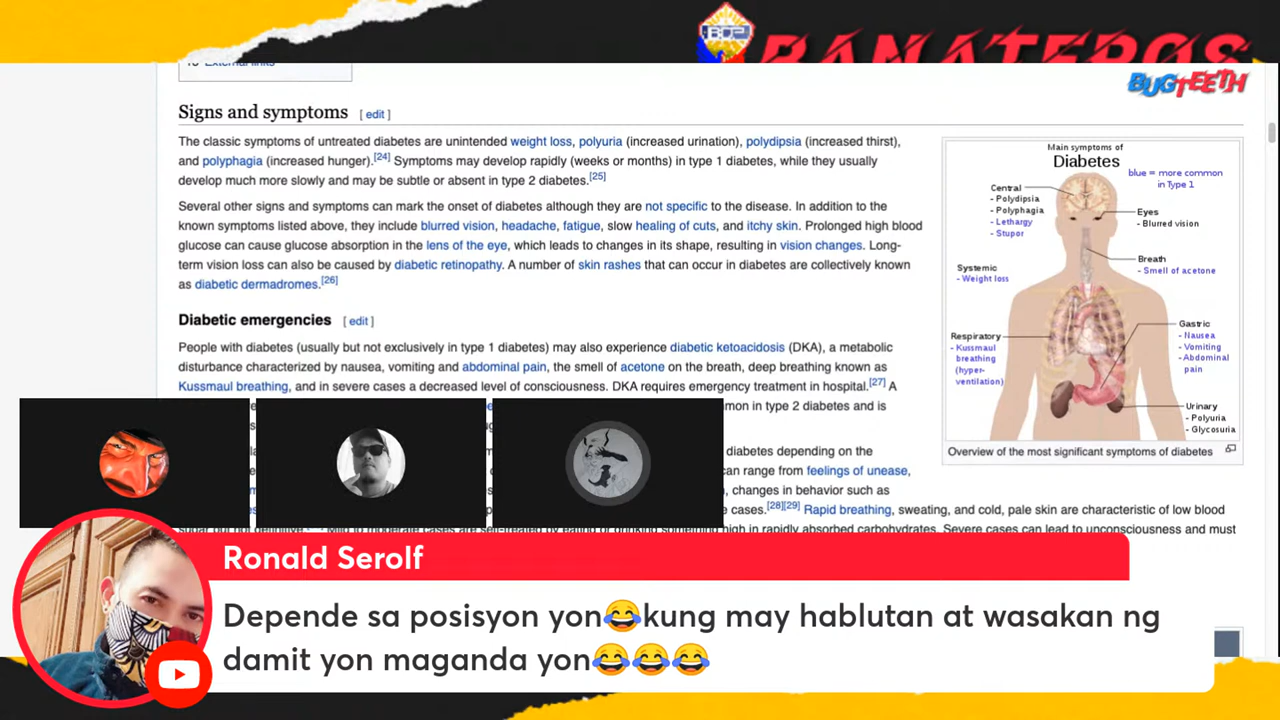 BANATEROS
BUGTEETH
Signs and symptoms [ edit ]
The classic symptoms of untreated diabetes are unintended weight loss, polyuria (increased urination), polydipsia (increased thirst),
and polyphagia (increased hunger).[24] Symptoms may develop rapidly (weeks or months) in type 1 diabetes, while they usually
develop much more slowly and may be subtle or absent in type 2 diabetes.[25]
Several other signs and symptoms can mark the onset of diabetes although they are not specific to the disease. In addition to the
known symptoms listed above, they include blurred vision, headache, fatigue, slow healing of cuts, and itchy skin. Prolonged high blood
glucose can cause glucose absorption in the lens of the eye, which leads to changes in its shape, resulting in vision changes. Long-
term vision loss can also be caused by diabetic retinopathy. A number of skin rashes that can occur in diabetes are collectively known
as diabetic dermadromes.[26]
Diabetic emergencies [ edit ]
People with diabetes (usually but not exclusively in type 1 diabetes) may also experience diabetic ketoacidosis (DKA), a metabolic
disturbance characterized by nausea, vomiting and abdominal pain, the smell of acetone on the breath, deep breathing known as
Kussmaul breathing, and in severe cases a decreased level of consciousness. DKA requires emergency treatment in hospital.[27] A
in type 2 diabetes and is
diabetes depending on the
can range from feelings of unease,
, changes in behavior such as
cases.[28][29] Rapid breathing, sweating, and cold, pale skin are characteristic of low blood
high in rapidly absorbed carbohydrates. Severe cases can lead to unconsciousness and must
Main symptoms of
Diabetes
blue = more common
in Type 1
Central
- Polydipsia
- Polyphagia
- Lethargy
- Stupor
Eyes
- Blurred vision
Breath
- Smell of acetone
Systemic
- Weight loss
Respiratory
- Kussmaul
breathing
(hyper-
ventilation)
Gastric
- Nausea
- Vomiting
- Abdominal
pain
Urinary
- Polyuria
- Glycosuria
Overview of the most significant symptoms of diabetes
Ronald Serolf
Depende sa posisyon yon😂kung may hablutan at wasakan ng
damit yon maganda yon😂😂😂